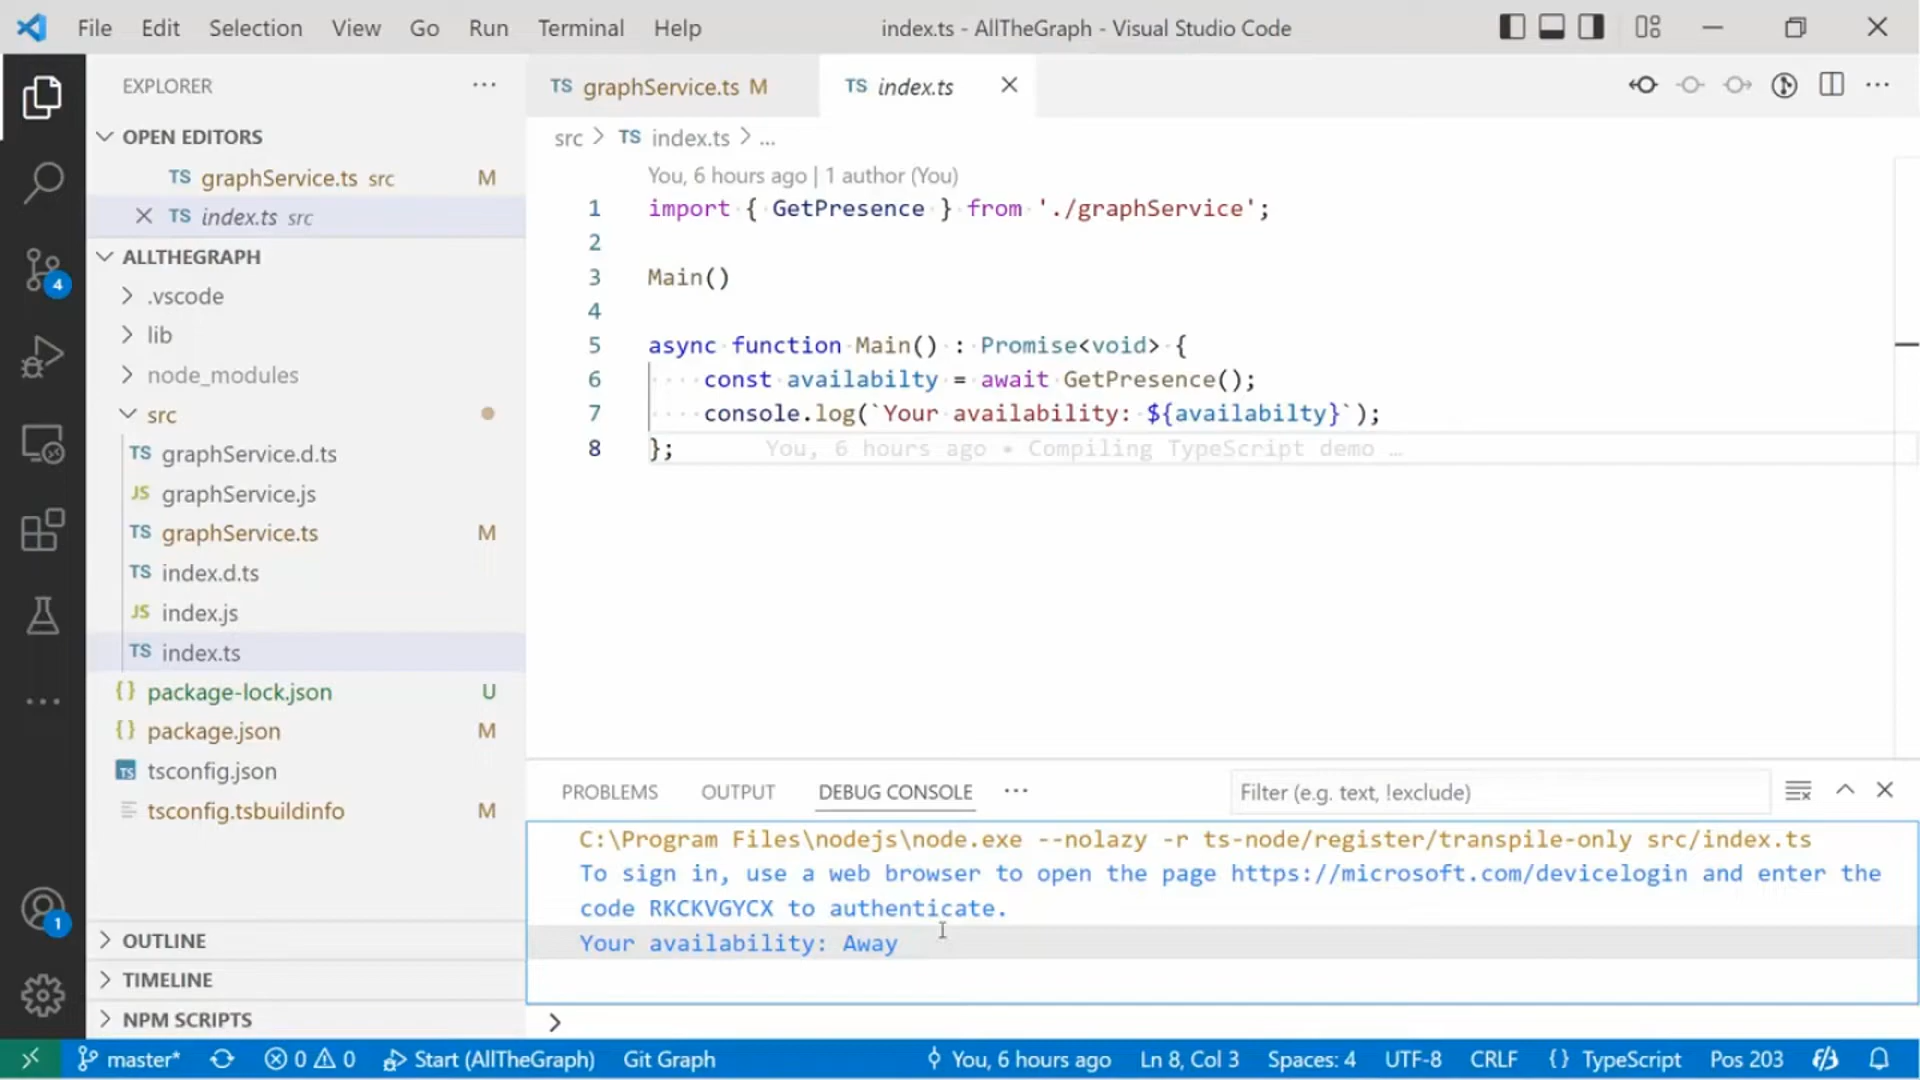 File Edit Selection View Go Run Terminal Help index.ts - AllTheGraph - Visual Studio Code
EXPLORER
OPEN EDITORS
TS graphService.ts src M
TS index.ts src
ALLTHEGRAPH
.vscode
lib
node_modules
src
TS graphService.d.ts
JS graphService.js
TS graphService.ts M
TS index.d.ts
JS index.js
TS index.ts
{} package-lock.json U
{} package.json M
TS tsconfig.json
tsconfig.tsbuildinfo M
OUTLINE
TIMELINE
NPM SCRIPTS
4
1
TS graphService.ts M TS index.ts
src > TS index.ts > ...
You, 6 hours ago | 1 author (You)
1 import { GetPresence } from './graphService';
2
3 Main()
4
5 async function Main() : Promise<void> {
6 const availabilty = await GetPresence();
7 console.log(`Your availability: ${availabilty}`);
8 }; You, 6 hours ago • Compiling TypeScript demo …
PROBLEMS OUTPUT DEBUG CONSOLE Filter (e.g. text, !exclude)
C:\Program Files\nodejs\node.exe --nolazy -r ts-node/register/transpile-only src/index.ts
To sign in, use a web browser to open the page https://microsoft.com/devicelogin and enter the
code RKCKVGYCX to authenticate.
Your availability: Away
>
master* 0 0 Start (AllTheGraph) Git Graph You, 6 hours ago Ln 8, Col 3 Spaces: 4 UTF-8 CRLF {} TypeScript Pos 203